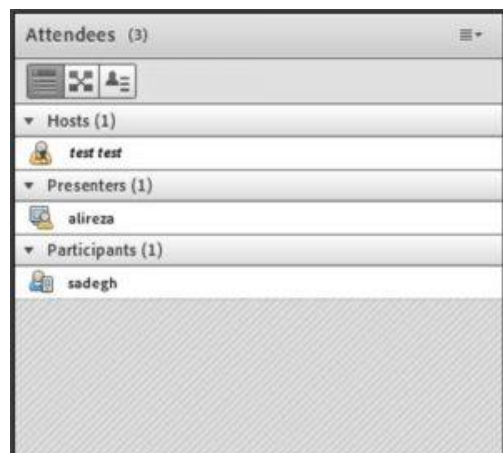 Attendees (3)
Hosts (1)
test test
Presenters (1)
alireza
Participants (1)
sadegh